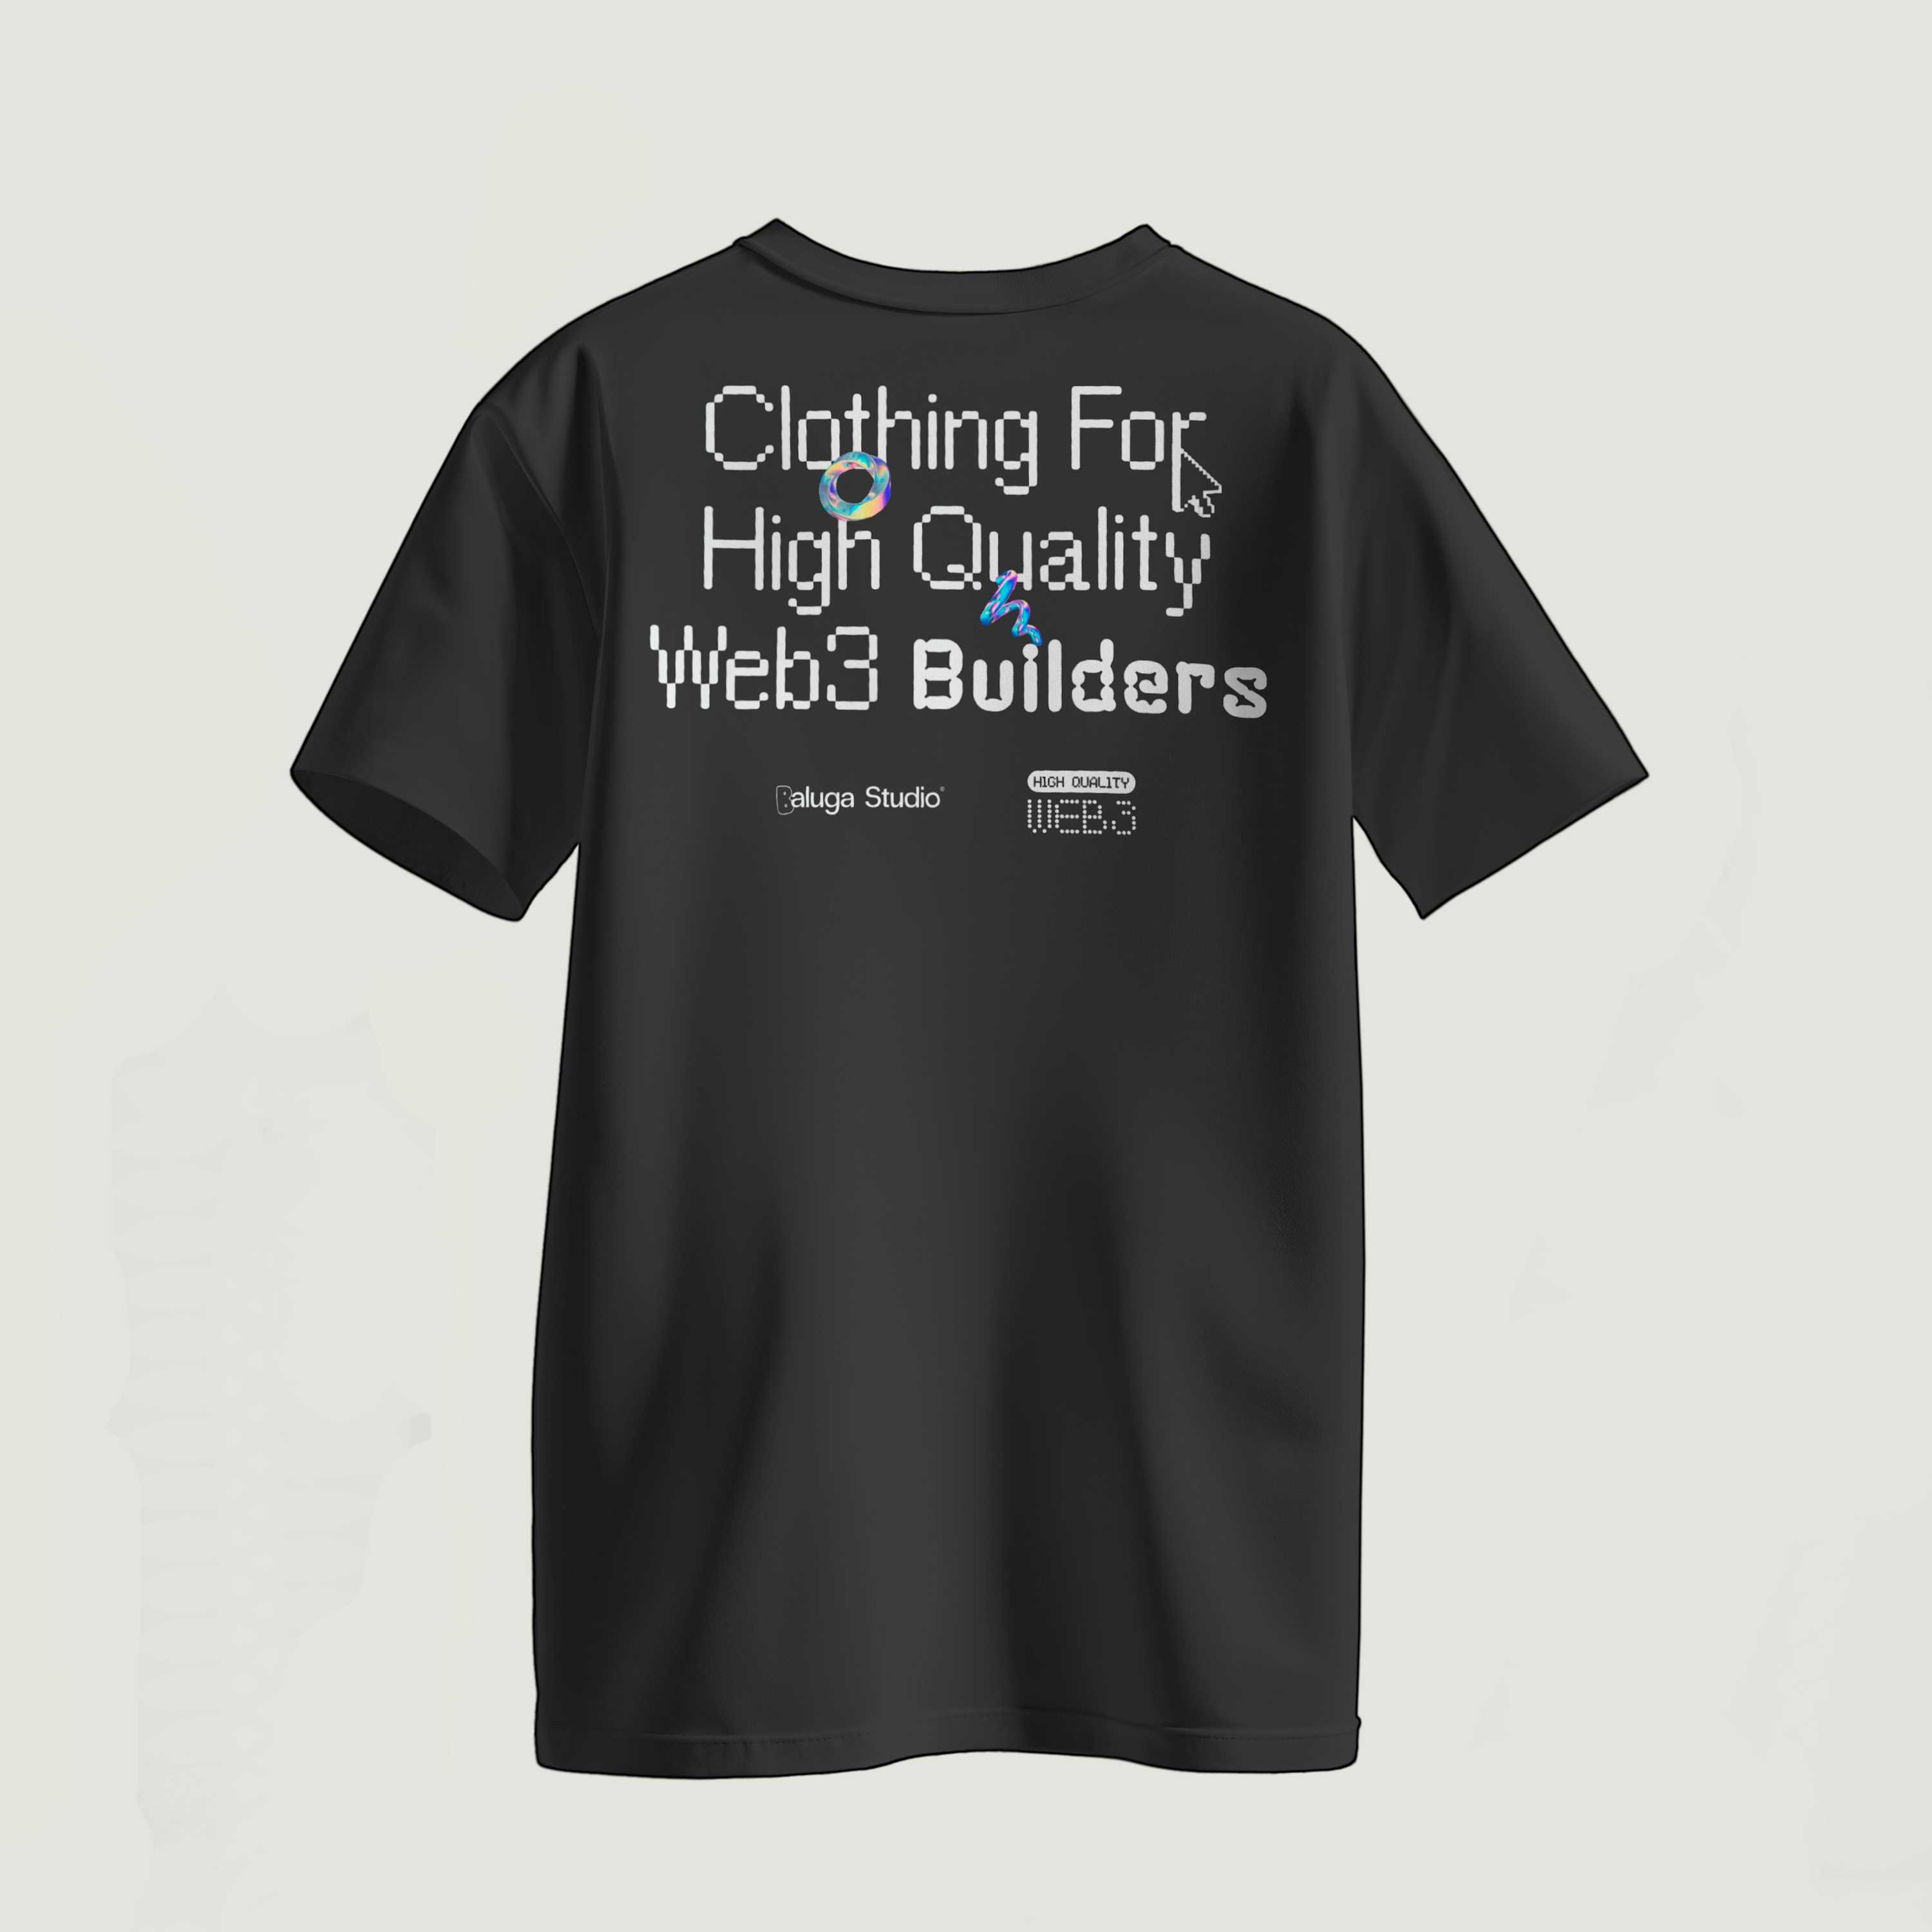 Clothing For
High Quality
Web3 Builders
Baluga Studio®
HIGH QUALITY
WEB3